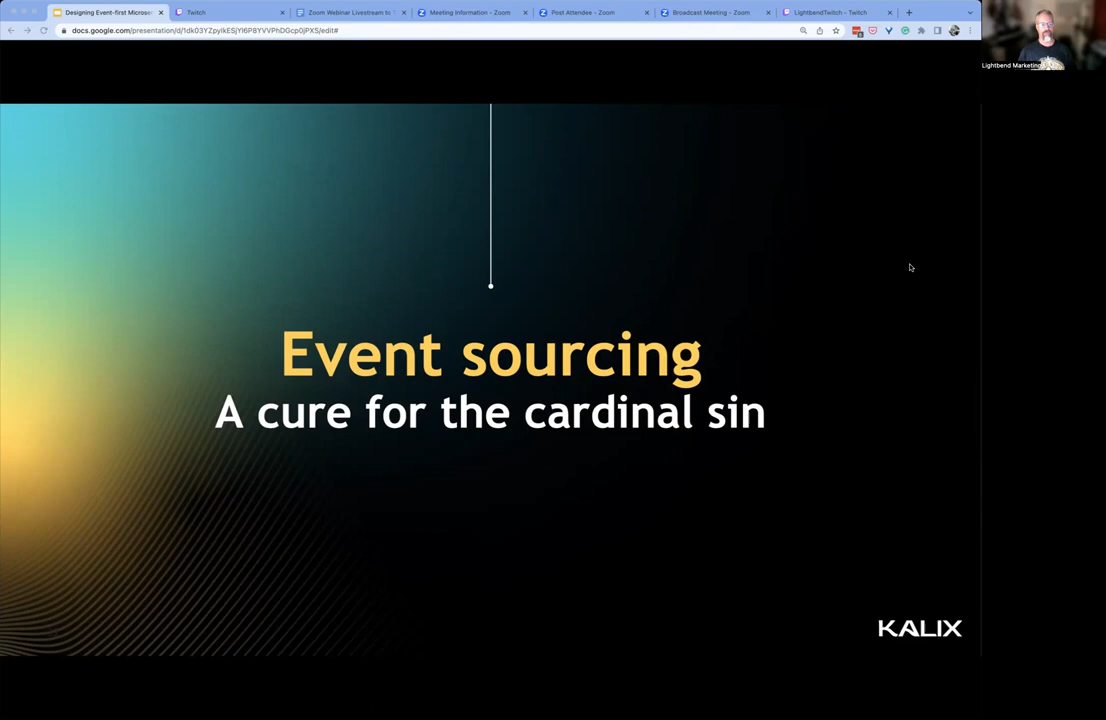 Designing Event-first Microse
Twitch
Zoom Webinar Livestream to
Meeting Information - Zoom
Post Attendee - Zoom
Broadcast Meeting - Zoom
LightbendTwitch - Twitch
docs.google.com/presentation/d/1dk03YZpylkESjYl6P8YVVPhDGcp0jPXS/edit#
Lightbend Marketing
Event sourcing
A cure for the cardinal sin
KALIX